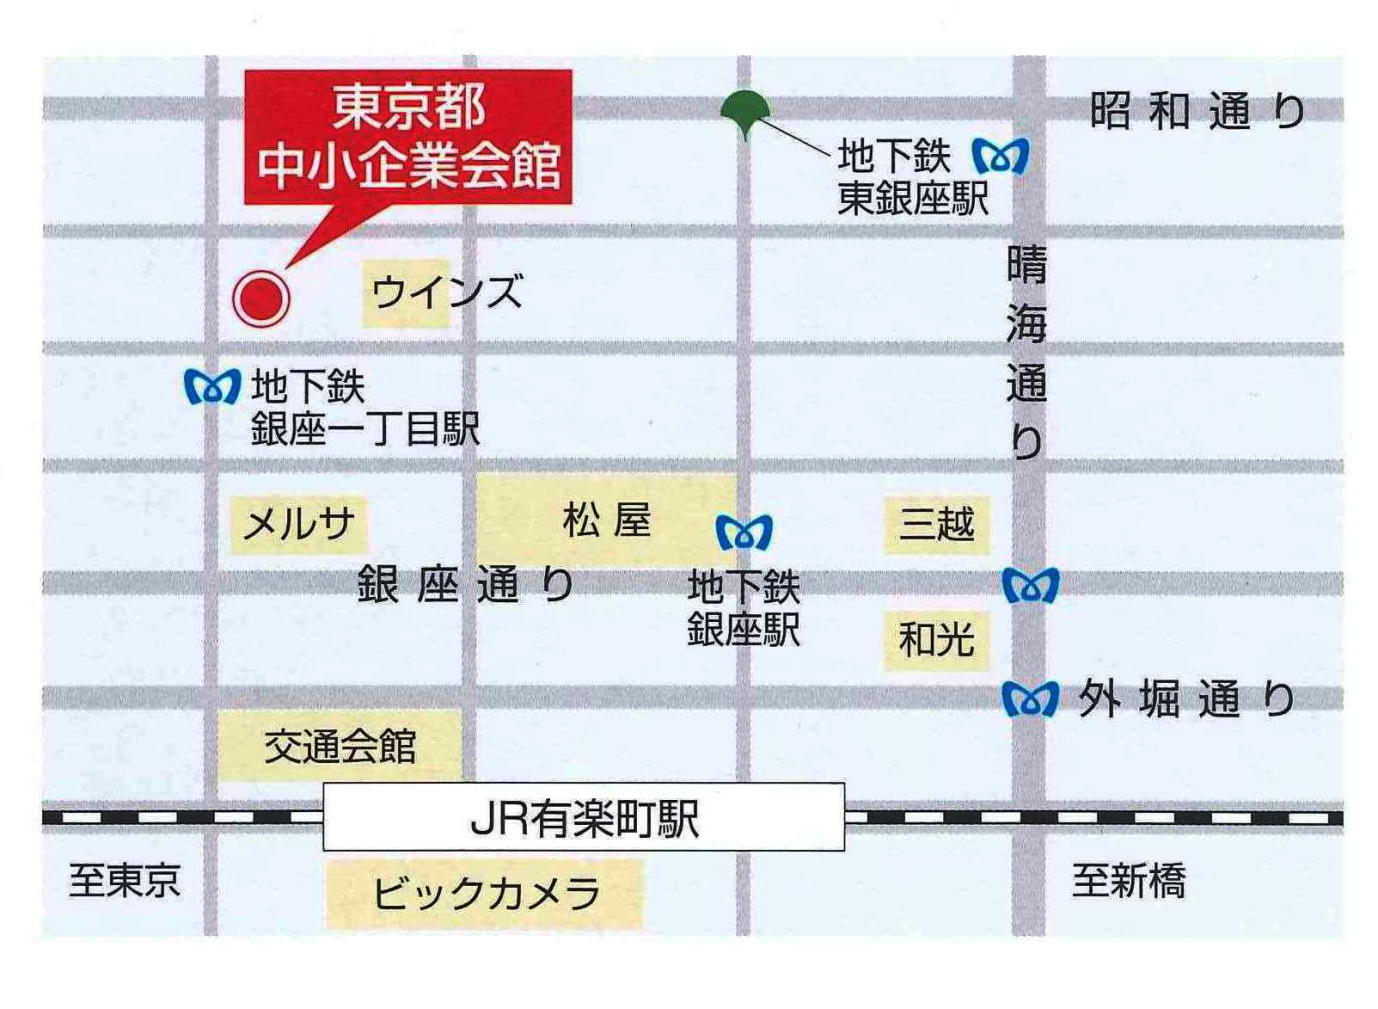 東京都
中小企業会館
昭和通り
地下鉄
東銀座駅
晴海通り
ウインズ
地下鉄
銀座一丁目駅
メルサ
松屋
三越
銀座通り
地下鉄
銀座駅
和光
外堀通り
交通会館
JR有楽町駅
至東京
ビックカメラ
至新橋